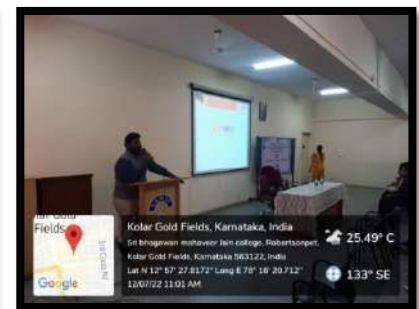 Kolar Gold Fields, Karnataka, India
Sri bhagawan mahaveer Jain college, Robertsonpet,
Kolar Gold Fields, Karnataka 563122, India
Lat N 12° 57' 27.8172" Long E 78° 16' 20.712"
12/07/22 11:01 AM
25.49° C
133° SE
Fields
Google